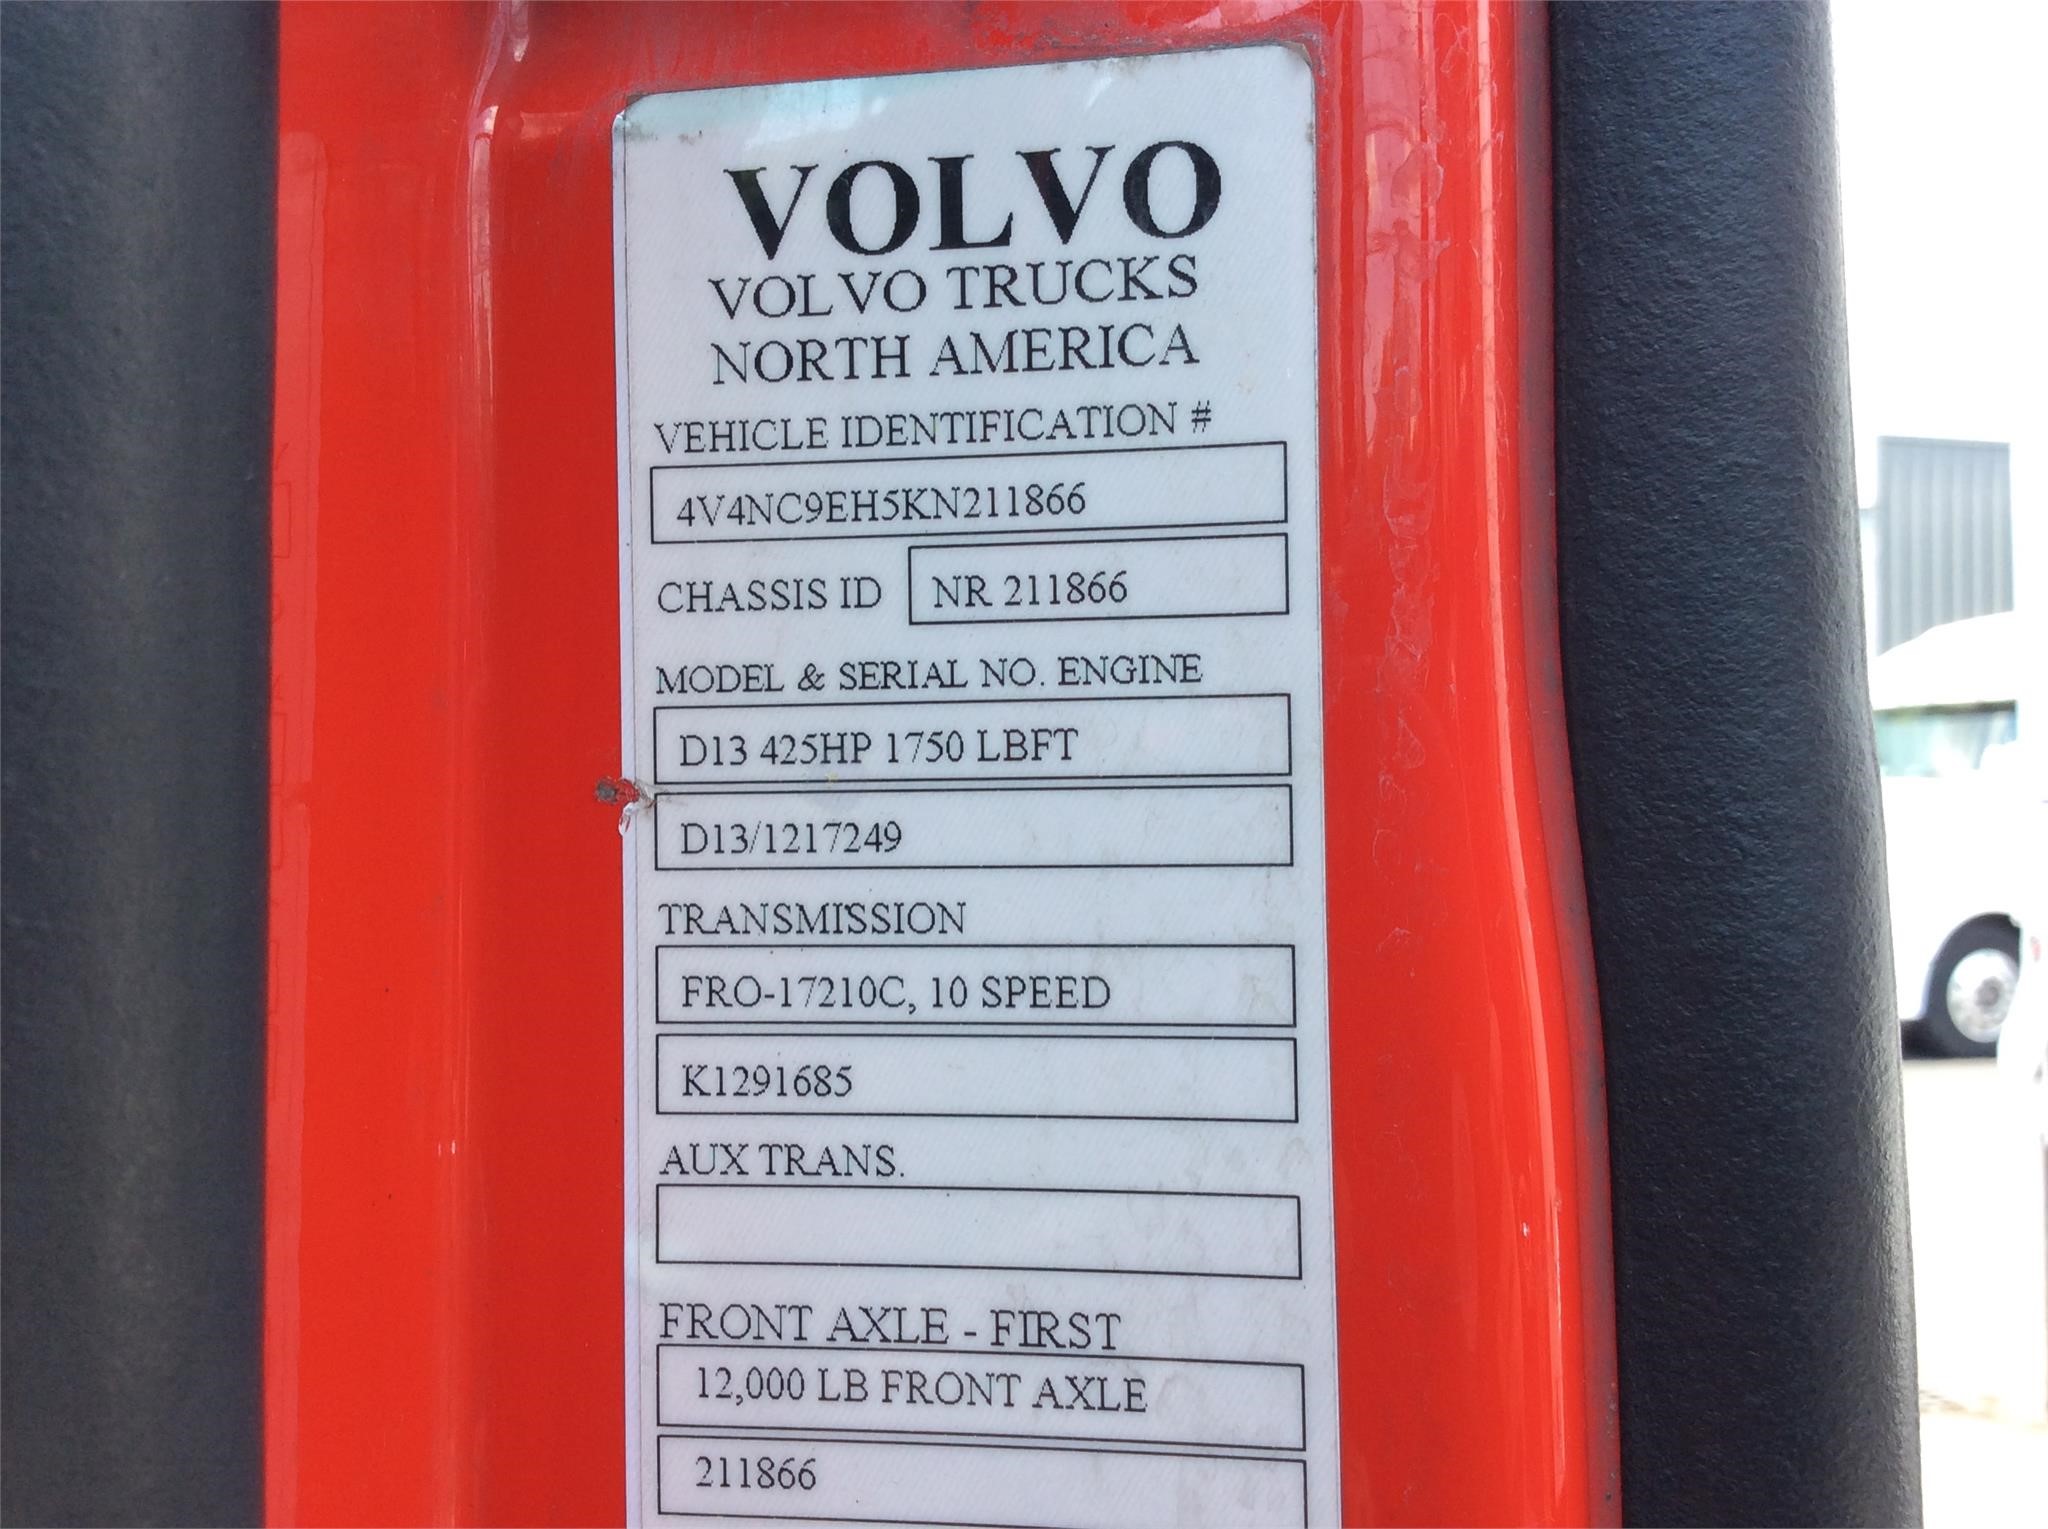 VOLVO
VOLVO TRUCKS
NORTH AMERICA
VEHICLE IDENTIFICATION #
4V4NC9EH5KN211866
CHASSIS ID NR 211866
MODEL & SERIAL NO. ENGINE
D13 425HP 1750 LBFT
D13/1217249
TRANSMISSION
FRO-17210C, 10 SPEED
K1291685
AUX TRANS.
FRONT AXLE - FIRST
12,000 LB FRONT AXLE
211866